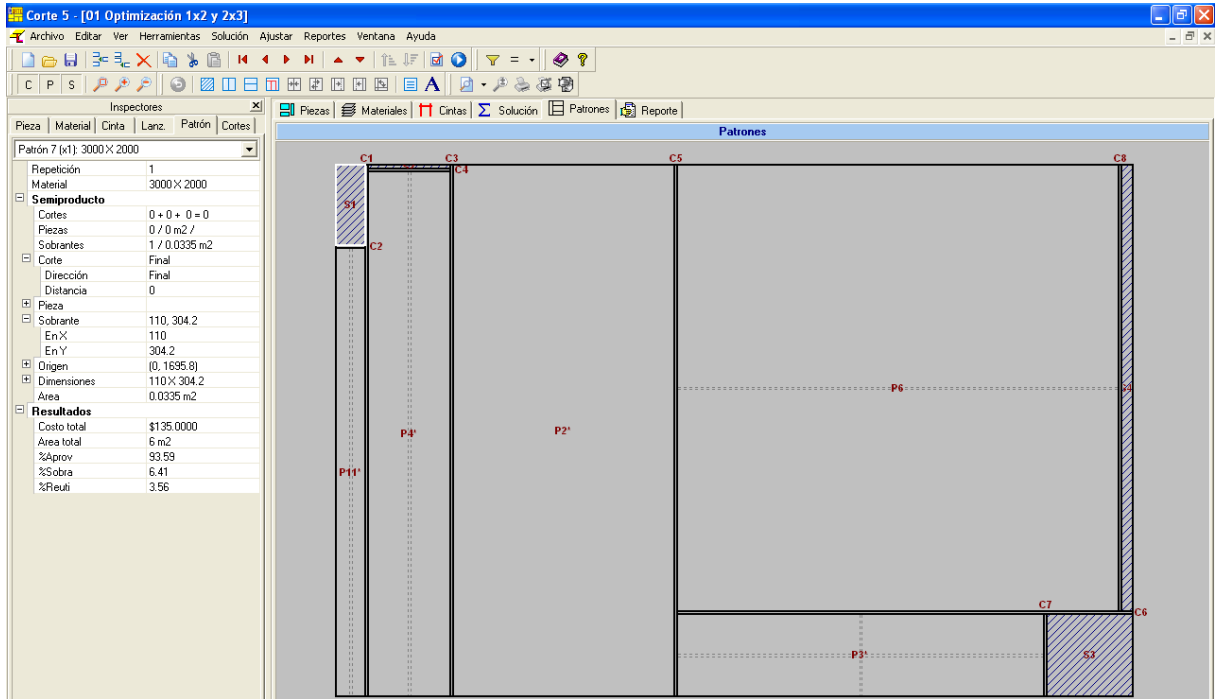 Corte 5 - [01 Optimización 1x2 y 2x3]
Archivo Editar Ver Herramientas Solución Ajustar Reportes Ventana Ayuda
C P S A
Inspectores
Pieza Material Cinta Lanz. Patrón Cortes
Piezas Materiales Cintas Solución Patrones Reporte
Patrones
Patrón 7 (x1): 3000 X 2000
Repetición 1
Material 3000 X 2000
Semiproducto
Cortes 0 + 0 + 0 = 0
Piezas 0 / 0 m2 /
Sobrantes 1 / 0.0335 m2
Corte Final
Dirección Final
Distancia 0
Pieza
Sobrante 110, 304.2
En X 110
En Y 304.2
Origen (0, 1695.8)
Dimensiones 110 X 304.2
Area 0.0335 m2
Resultados
Costo total $135.0000
Area total 6 m2
%Aprov 93.59
%Sobra 6.41
%Reuti 3.56
C1 C3 C5 C8
C4
S1
C2
P6
P4* P2*
P11*
C7
C6
P3* S3